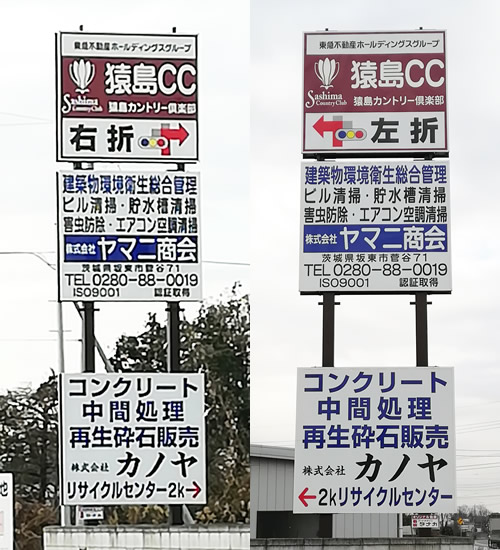 東急不動産ホールディングスグループ
猿島CC
Sashima
Country Club
猿島カントリー倶楽部
右折
建築物環境衛生総合管理
ビル清掃・貯水槽清掃
害虫防除・エアコン空調清掃
株式会社 ヤマニ商会
茨城県坂東市菅谷71
TEL 0280-88-0019
ISO9001 認証取得
コンクリート
中間処理
再生砕石販売
株式会社 カノヤ
リサイクルセンター2k→
東急不動産ホールディングスグループ
猿島CC
Sashima
Country Club
猿島カントリー倶楽部
左折
建築物環境衛生総合管理
ビル清掃・貯水槽清掃
害虫防除・エアコン空調清掃
株式会社 ヤマニ商会
茨城県坂東市菅谷71
TEL 0280-88-0019
ISO9001 認証取得
コンクリート
中間処理
再生砕石販売
株式会社 カノヤ
←2kリサイクルセンター
タナカ